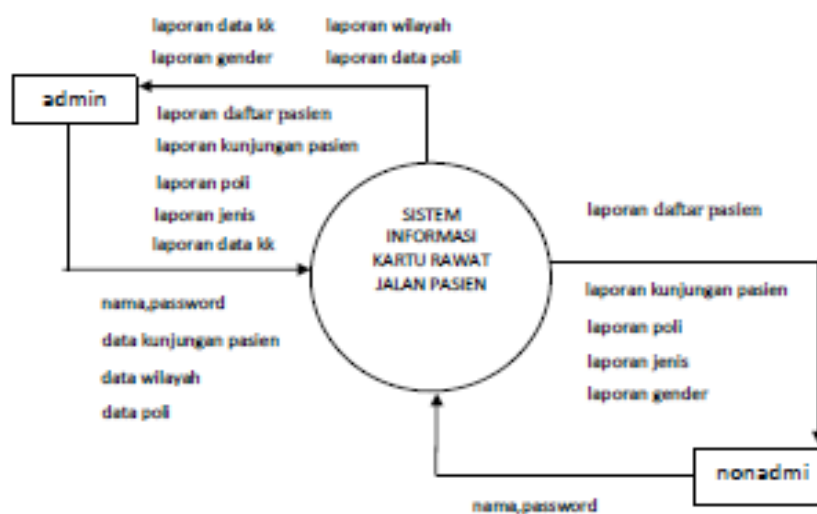 laporan data kk
laporan wilayah
laporan gender
laporan data poli
admin
laporan daftar pasien
laporan kunjungan pasien
laporan poli
laporan jenis
laporan data kk
SISTEM
INFORMASI
KARTU RAWAT
JALAN PASIEN
laporan daftar pasien
nama,password
data kunjungan pasien
data wilayah
data poli
laporan kunjungan pasien
laporan poli
laporan jenis
laporan gender
nonadmi
nama,password